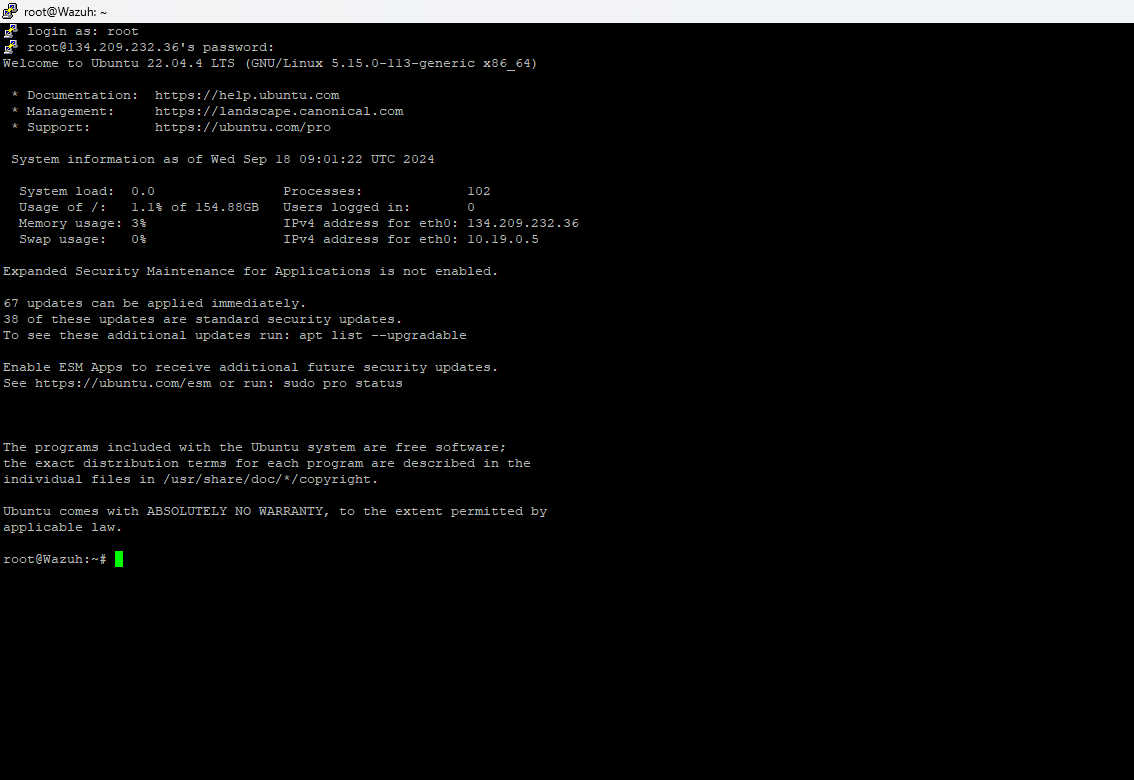 root@Wazuh: ~
login as: root
root@134.209.232.36's password:
Welcome to Ubuntu 22.04.4 LTS (GNU/Linux 5.15.0-113-generic x86_64)
* Documentation:  https://help.ubuntu.com
* Management:     https://landscape.canonical.com
* Support:        https://ubuntu.com/pro
System information as of Wed Sep 18 09:01:22 UTC 2024
System load:  0.0                Processes:             102
Usage of /:   1.1% of 154.88GB   Users logged in:       0
Memory usage: 3%                 IPv4 address for eth0: 134.209.232.36
Swap usage:   0%                 IPv4 address for eth0: 10.19.0.5
Expanded Security Maintenance for Applications is not enabled.
67 updates can be applied immediately.
38 of these updates are standard security updates.
To see these additional updates run: apt list --upgradable
Enable ESM Apps to receive additional future security updates.
See https://ubuntu.com/esm or run: sudo pro status
The programs included with the Ubuntu system are free software;
the exact distribution terms for each program are described in the
individual files in /usr/share/doc/*/copyright.
Ubuntu comes with ABSOLUTELY NO WARRANTY, to the extent permitted by
applicable law.
root@Wazuh:~#